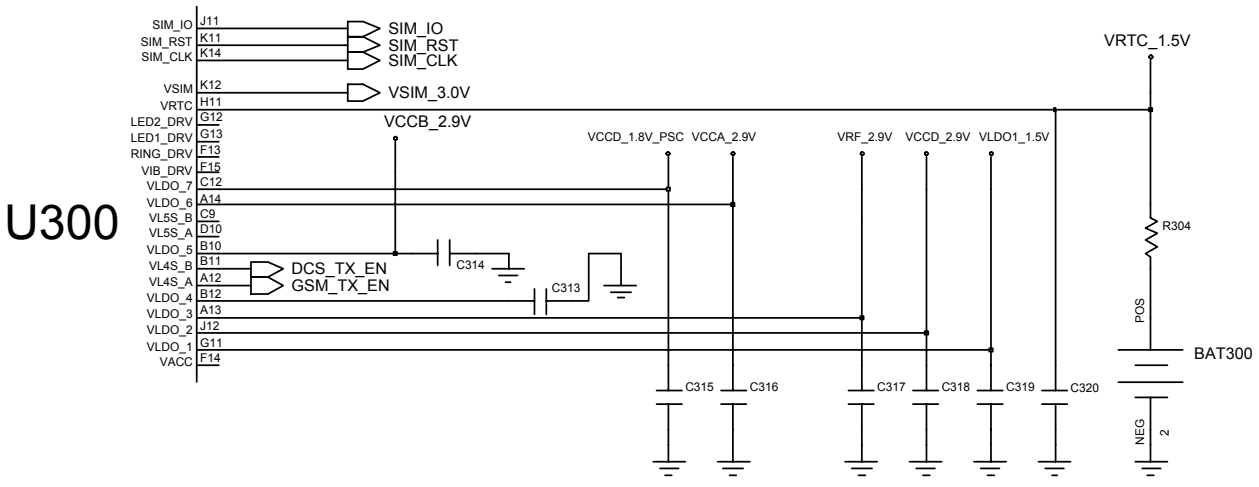 SIM_IO J11 SIM_IO
SIM_RST K11 SIM_RST
SIM_CLK K14 SIM_CLK
VRTC_1.5V
VSIM K12 VSIM_3.0V
VRTC H11
LED2_DRV G12 VCCB_2.9V
LED1_DRV G13 VCCD_1.8V_PSC VCCA_2.9V VRF_2.9V VCCD_2.9V VLDO1_1.5V
RING_DRV F13
VIB_DRV F15
VLDO_7 C12
VLDO_6 A14
U300
VL5S_B C9
VL5S_A D10
R304
VLDO_5 B10
C314
VL4S_B B11 DCS_TX_EN
VL4S_A A12 GSM_TX_EN
C313
VLDO_4 B12
VLDO_3 A13
POS
VLDO_2 J12
VLDO_1 G11
BAT300
VACC F14
C315 C316 C317 C318 C319 C320
NEG 2